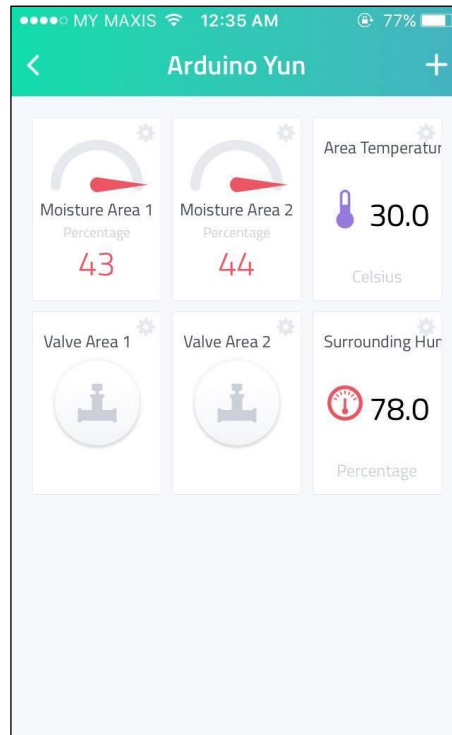 MY MAXIS 12:35 AM 77%
Arduino Yun
Moisture Area 1
Percentage
43
Moisture Area 2
Percentage
44
Area Temperatur
30.0
Celsius
Valve Area 1
Valve Area 2
Surrounding Hum
78.0
Percentage